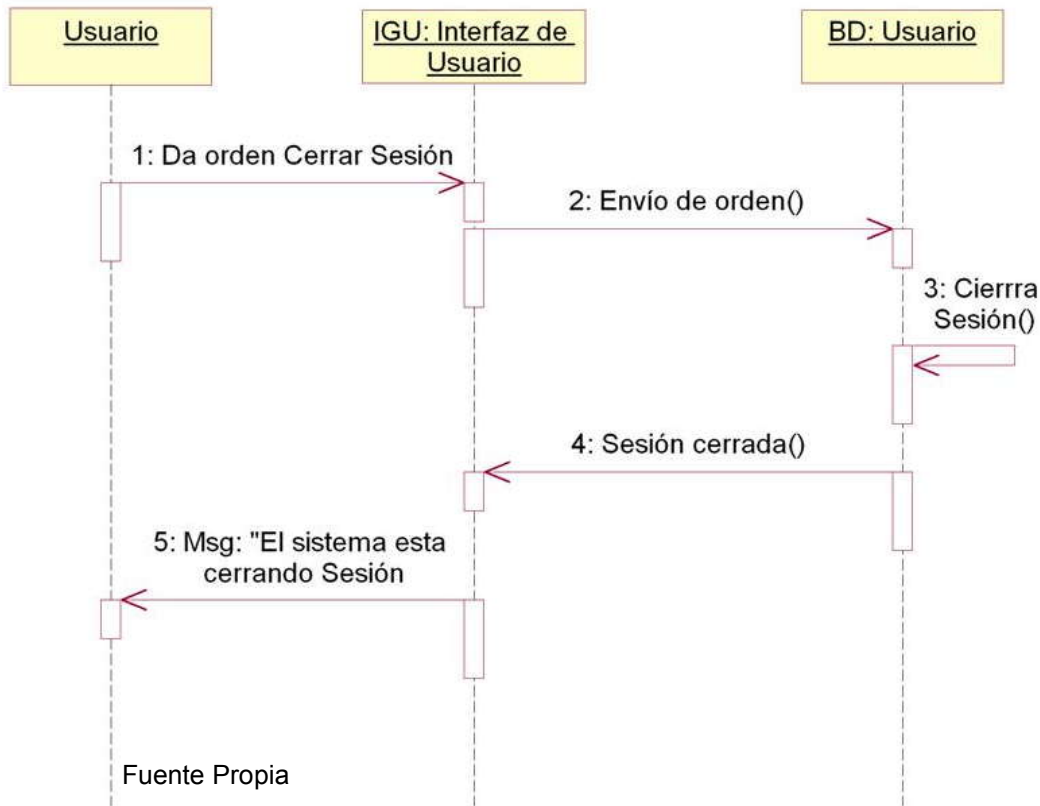 Usuario
IGU: Interfaz de
Usuario
BD: Usuario
1: Da orden Cerrar Sesión
2: Envío de orden()
3: Cierrra
Sesión()
4: Sesión cerrada()
5: Msg: "El sistema esta
cerrando Sesión
Fuente Propia